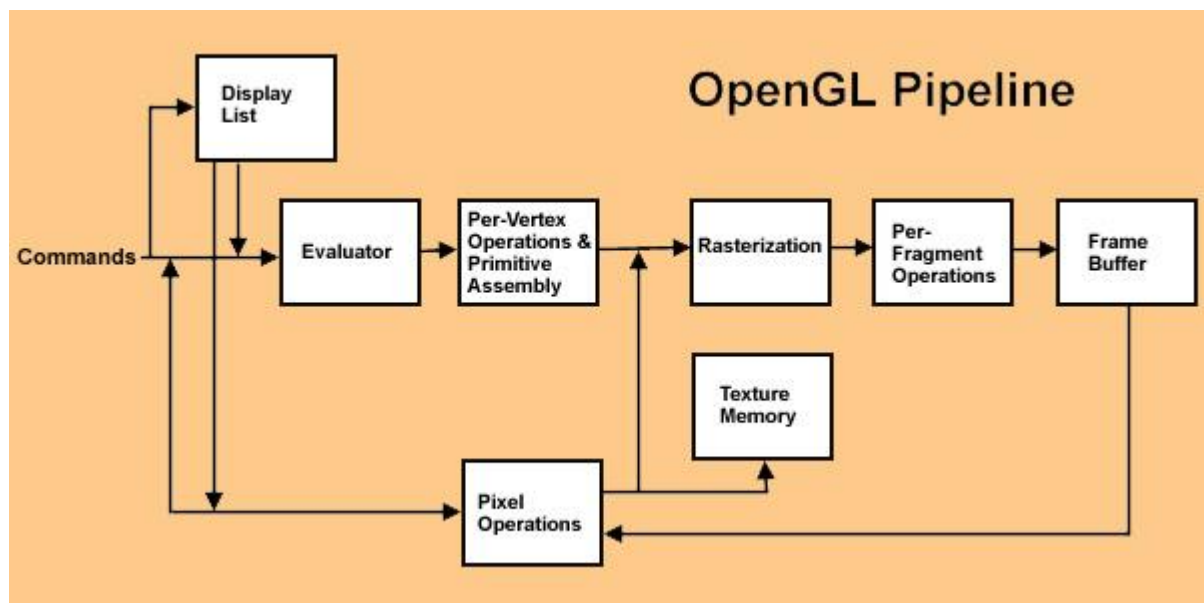 OpenGL Pipeline
Display
List
Commands
Evaluator
Per-Vertex
Operations &
Primitive
Assembly
Rasterization
Per-
Fragment
Operations
Frame
Buffer
Texture
Memory
Pixel
Operations